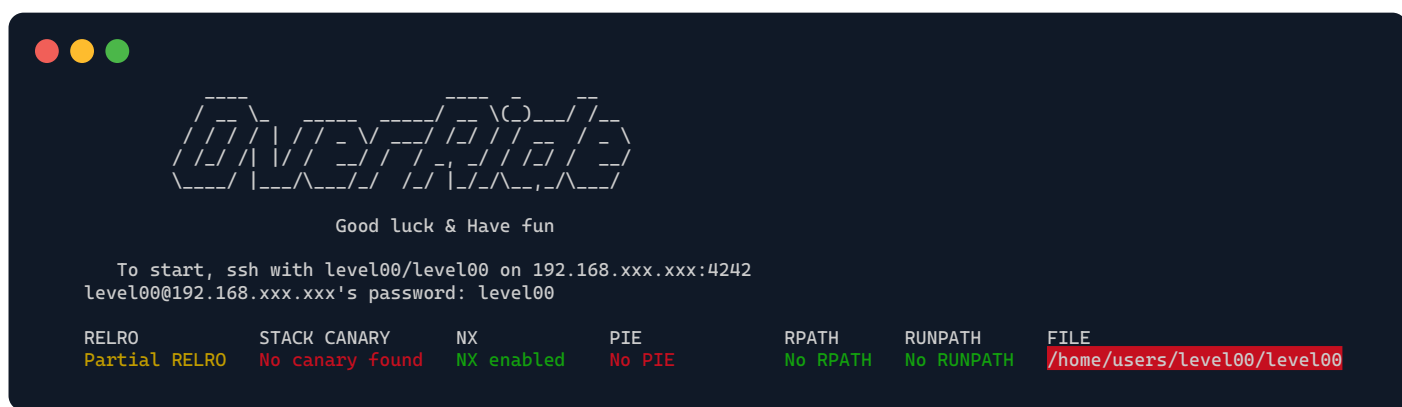 OverRide
Good luck & Have fun
To start, ssh with level00/level00 on 192.168.xxx.xxx:4242
level00@192.168.xxx.xxx's password: level00
RELRO STACK CANARY NX PIE RPATH RUNPATH FILE
Partial RELRO No canary found NX enabled No PIE No RPATH No RUNPATH /home/users/level00/level00